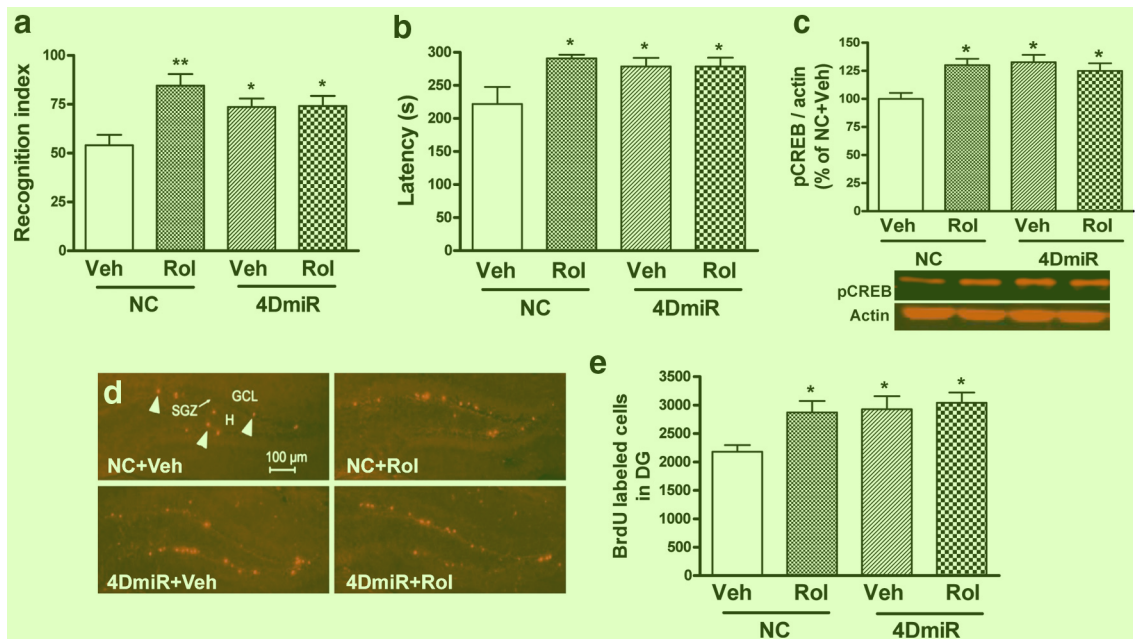 a
Recognition index
100
75
50
25
0
**
*
*
Veh Rol Veh Rol
NC 4DmiR
b
Latency (s)
300
250
200
150
100
50
0
*
*
*
Veh Rol Veh Rol
NC 4DmiR
c
pCREB / actin
(% of NC+Veh)
150
125
100
75
50
25
0
*
*
*
Veh Rol Veh Rol
NC 4DmiR
pCREB
Actin
d
SGZ
GCL
H
100 µm
NC+Veh
NC+Rol
4DmiR+Veh
4DmiR+Rol
e
BrdU labeled cells
in DG
3500
3000
2500
2000
1500
1000
500
0
*
*
*
Veh Rol Veh Rol
NC 4DmiR